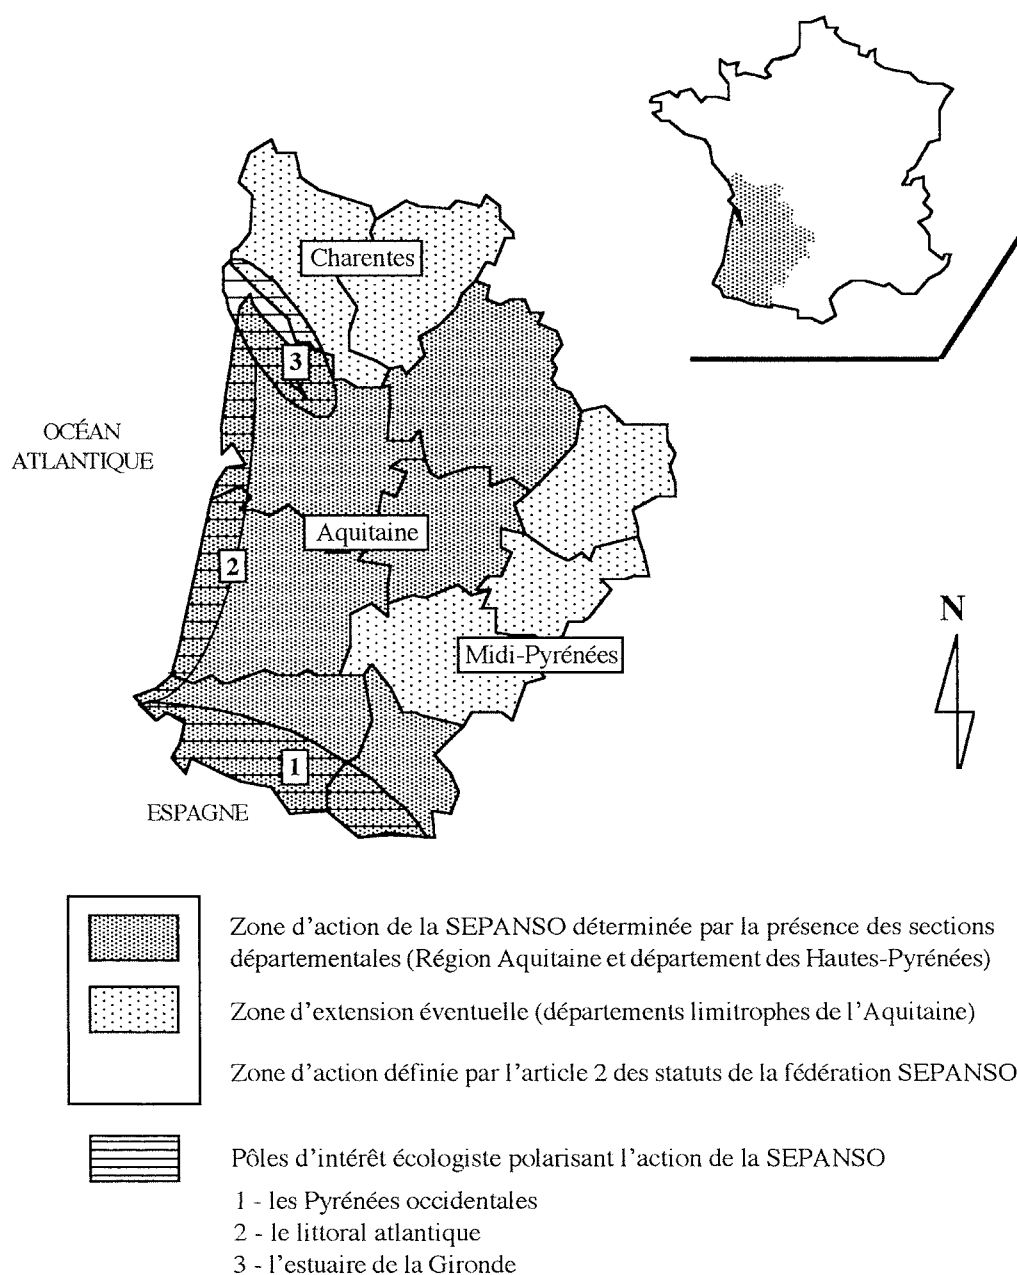 Charentes
3
OCÉAN
ATLANTIQUE
Aquitaine
2
N
Midi-Pyrénées
1
ESPAGNE
Zone d'action de la SEPANSO déterminée par la présence des sections
départementales (Région Aquitaine et département des Hautes-Pyrénées)
Zone d'extension éventuelle (départements limitrophes de l'Aquitaine)
Zone d'action définie par l'article 2 des statuts de la fédération SEPANSO
Pôles d'intérêt écologiste polarisant l'action de la SEPANSO
1 - les Pyrénées occidentales
2 - le littoral atlantique
3 - l'estuaire de la Gironde